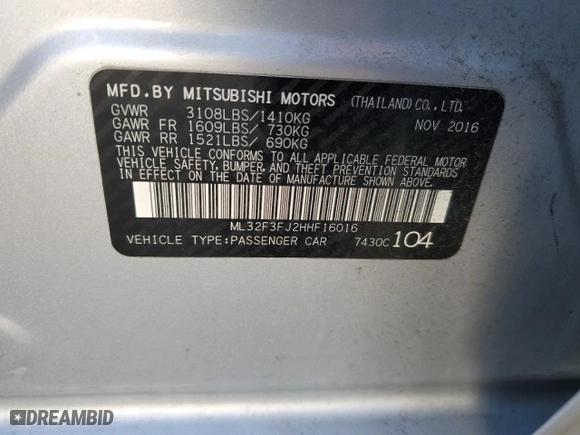 MFD.BY MITSUBISHI MOTORS (THAILAND) CO.,LTD.
GVWR 3108LBS/1410KG NOV 2016
GAWR FR 1609LBS/ 730KG
GAWR RR 1521LBS/ 690KG
THIS VEHICLE CONFORMS TO ALL APPLICABLE FEDERAL MOTOR
VEHICLE SAFETY, BUMPER, AND THEFT PREVENTION STANDARDS
IN EFFECT ON THE DATE OF MANUFACTURE SHOWN ABOVE.
ML32F3FJ2HHF16016
VEHICLE TYPE:PASSENGER CAR 7430C 104
DREAMBID